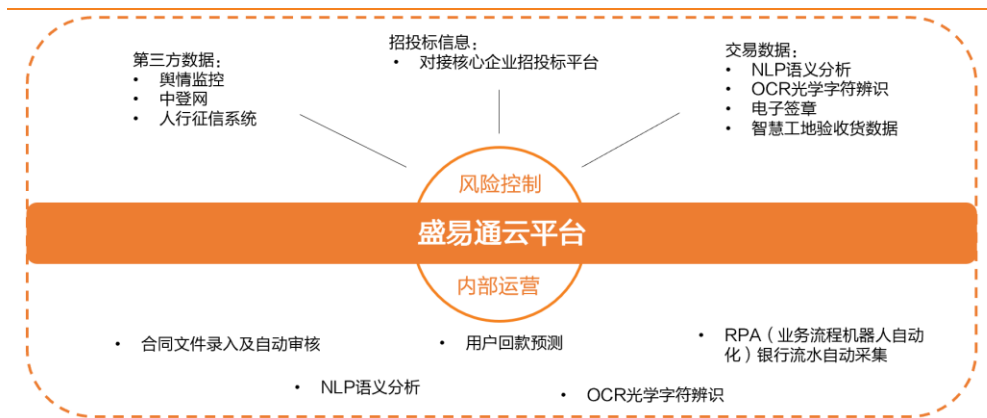 第三方数据：
• 舆情监控
• 中登网
• 人行征信系统
招投标信息：
• 对接核心企业招投标平台
交易数据：
• NLP语义分析
• OCR光学字符辨识
• 电子签章
• 智慧工地验收货数据
风险控制
盛易通云平台
内部运营
• 合同文件录入及自动审核
• 用户回款预测
• RPA（业务流程机器人自动
化）银行流水自动采集
• NLP语义分析
• OCR光学字符辨识